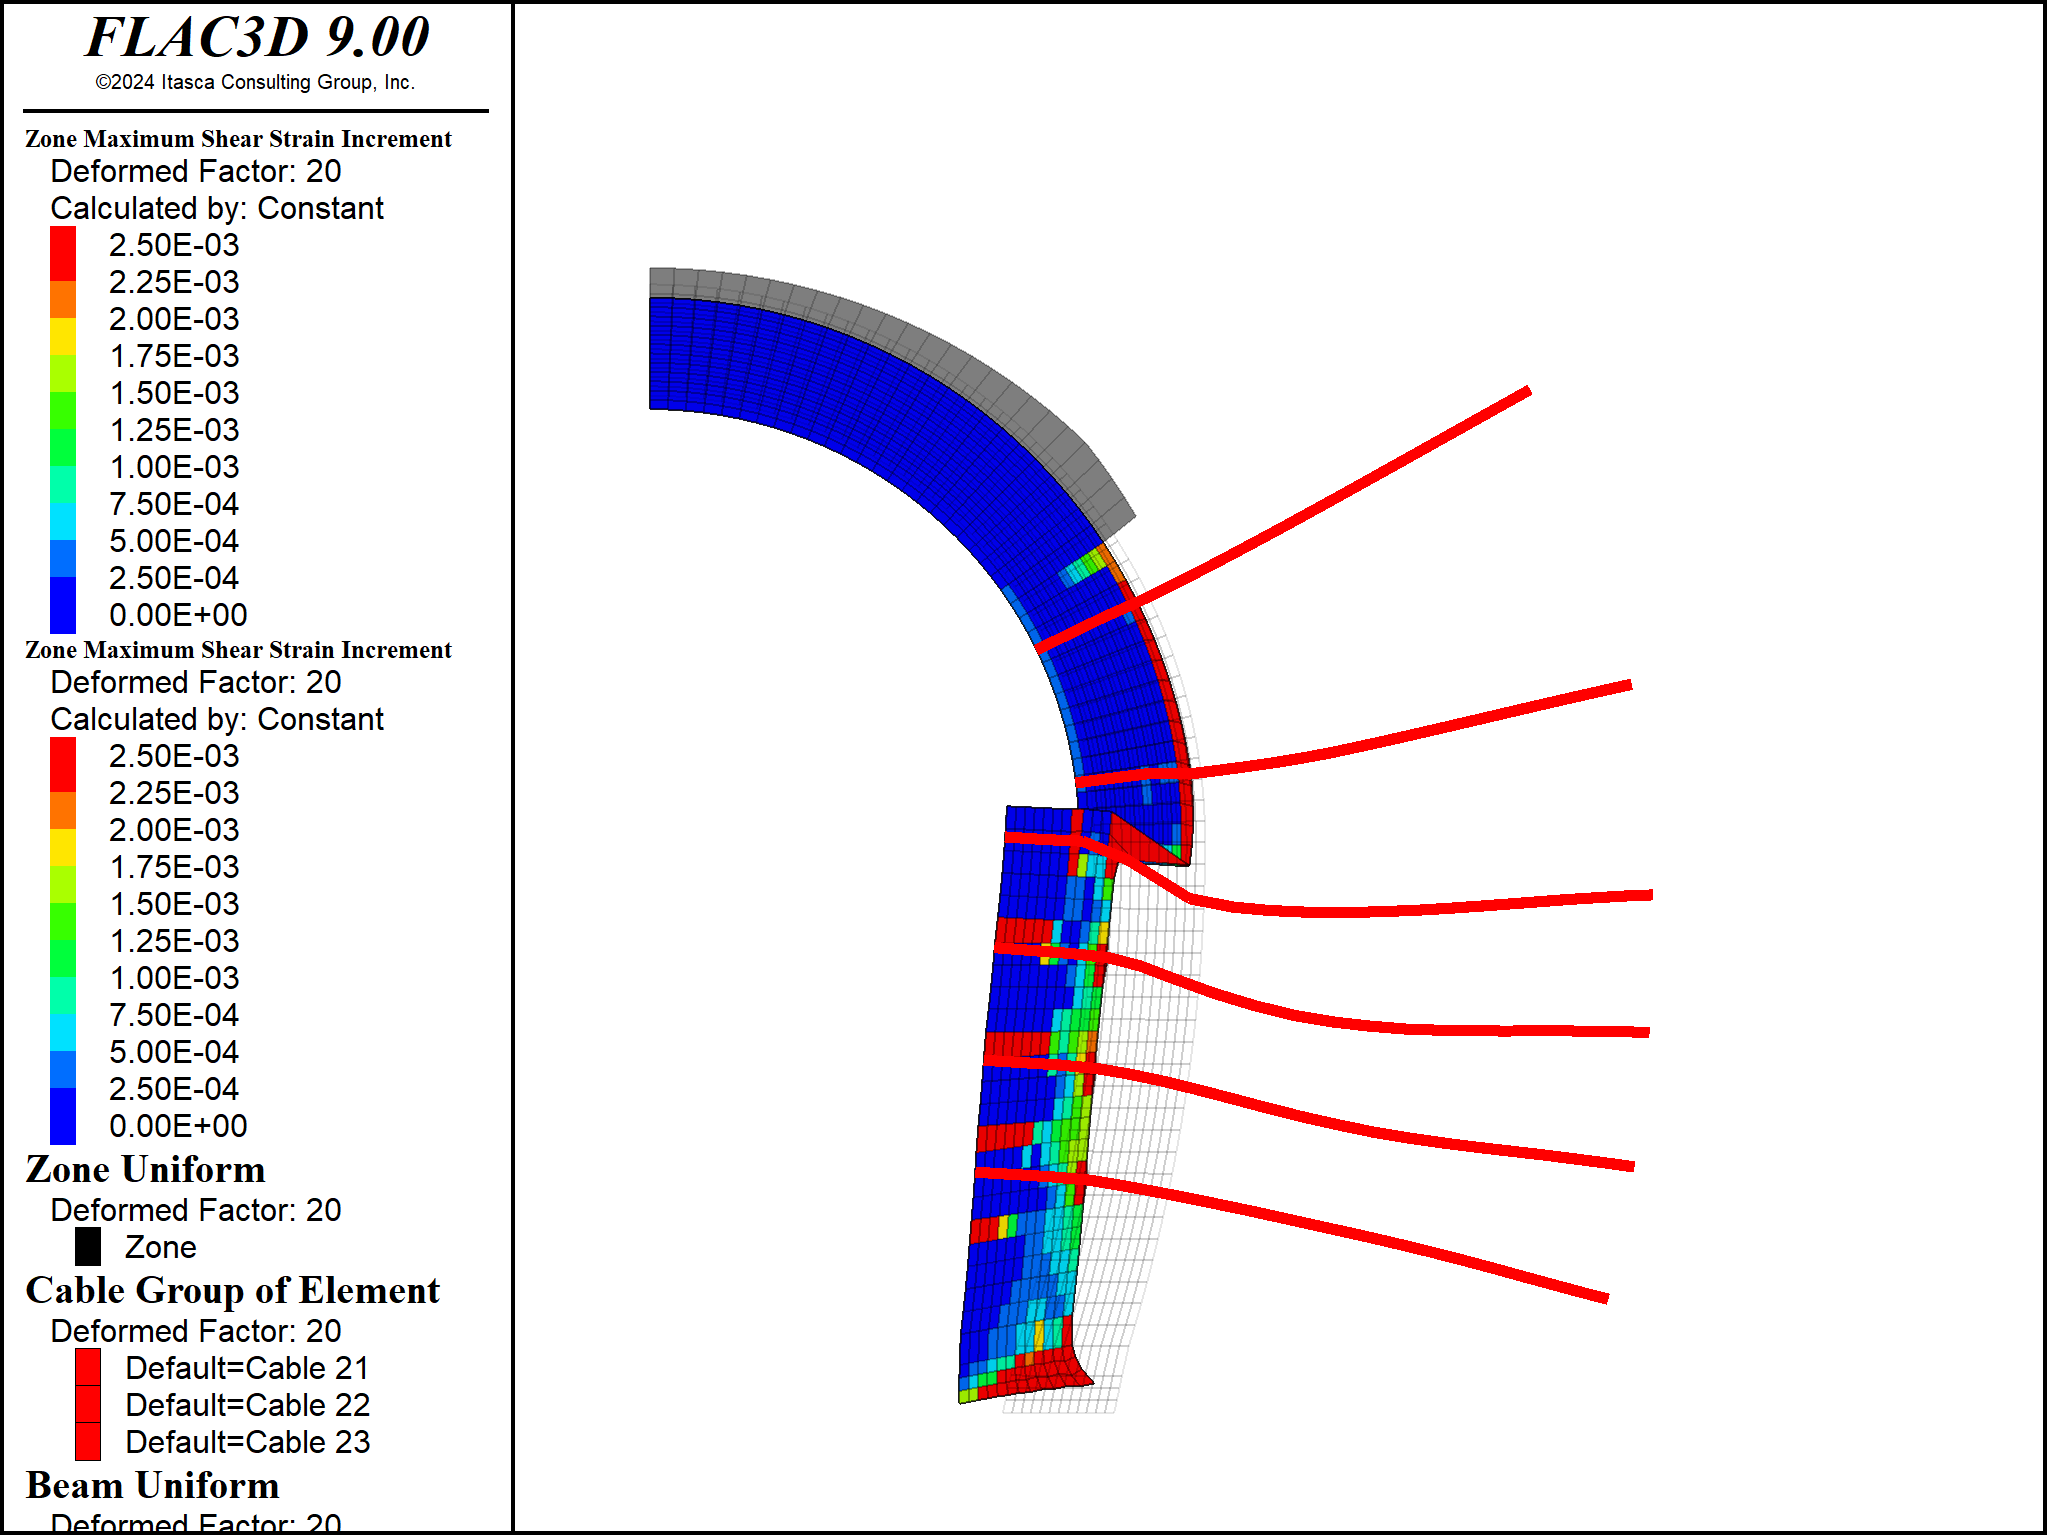 FLAC3D 9.00
©2024 Itasca Consulting Group, Inc.
Zone Maximum Shear Strain Increment
Deformed Factor: 20
Calculated by: Constant
2.50E-03
2.25E-03
2.00E-03
1.75E-03
1.50E-03
1.25E-03
1.00E-03
7.50E-04
5.00E-04
2.50E-04
0.00E+00
Zone Maximum Shear Strain Increment
Deformed Factor: 20
Calculated by: Constant
2.50E-03
2.25E-03
2.00E-03
1.75E-03
1.50E-03
1.25E-03
1.00E-03
7.50E-04
5.00E-04
2.50E-04
0.00E+00
Zone Uniform
Deformed Factor: 20
Zone
Cable Group of Element
Deformed Factor: 20
Default=Cable 21
Default=Cable 22
Default=Cable 23
Beam Uniform
Deformed Factor: 20